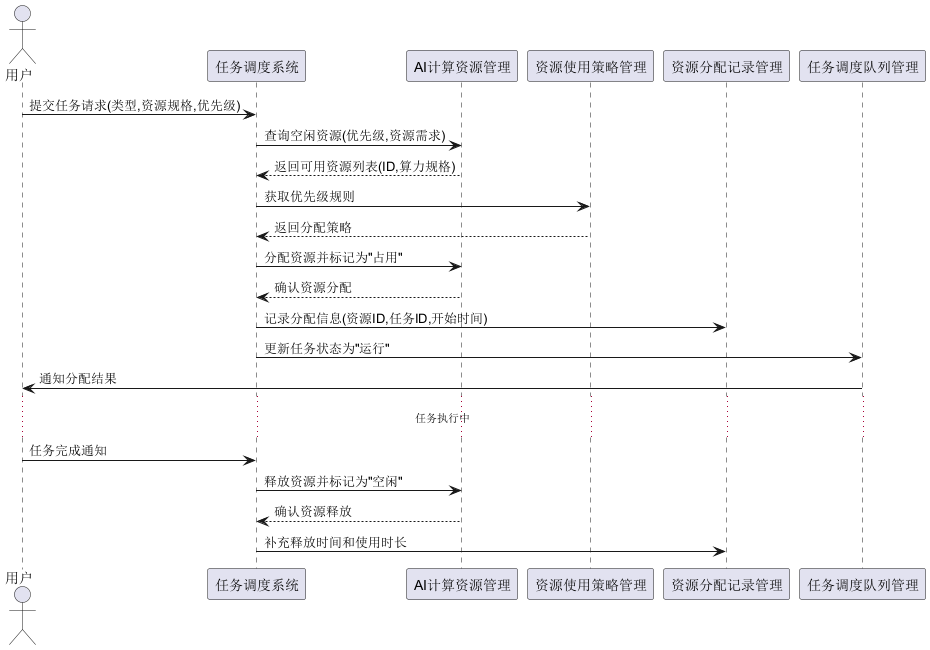 用户
任务调度系统
AI计算资源管理
资源使用策略管理
资源分配记录管理
任务调度队列管理
提交任务请求(类型,资源规格,优先级)
查询空闲资源(优先级,资源需求)
返回可用资源列表(ID,算力规格)
获取优先级规则
返回分配策略
分配资源并标记为"占用"
确认资源分配
记录分配信息(资源ID,任务ID,开始时间)
更新任务状态为"运行"
通知分配结果
任务执行中
任务完成通知
释放资源并标记为"空闲"
确认资源释放
补充释放时间和使用时长
用户
任务调度系统
AI计算资源管理
资源使用策略管理
资源分配记录管理
任务调度队列管理